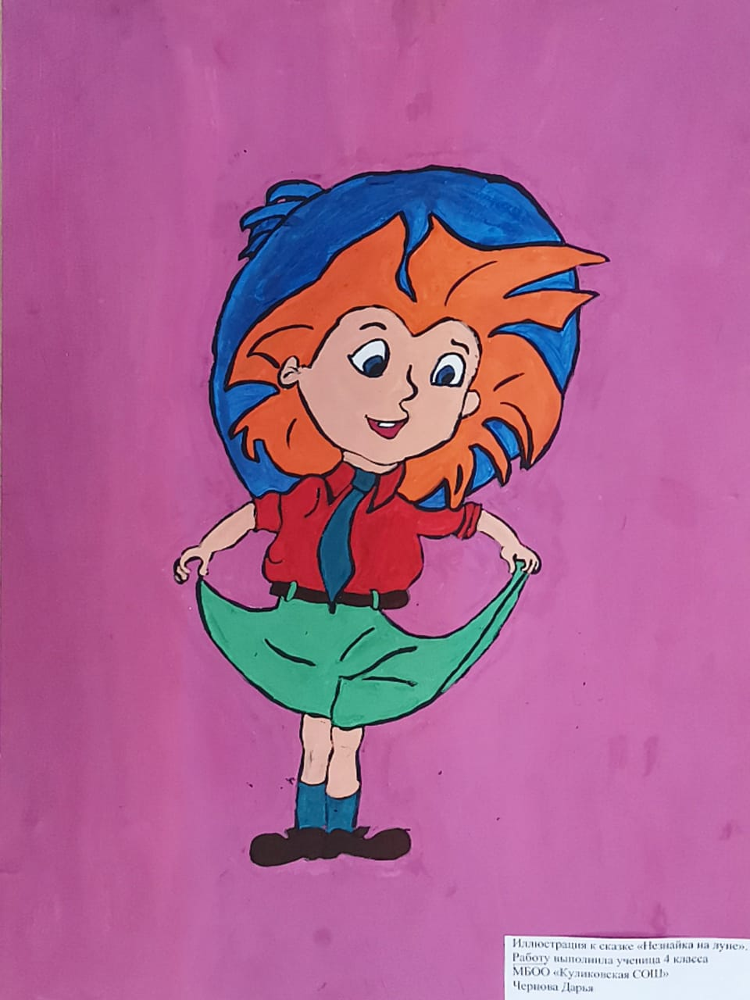 Иллюстрация к сказке «Незнайка на луне».
Работу выполнила ученица 4 класса
МБОО «Куликовская СОШ»
Чернова Дарья